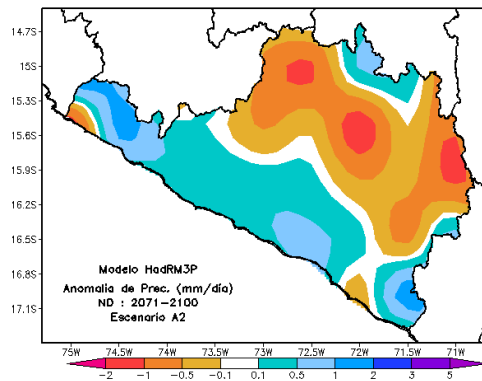 14.7S
15S
15.3S
15.6S
15.9S
16.2S
16.5S
16.8S
17.1S
Modelo HadRM3P
Anomalia de Prec. (mm/día)
ND : 2071-2100
Escenario A2
75W 74.5W 74W 73.5W 73W 72.5W 72W 71.5W 71W
-2 -1 -0.5 -0.1 0.1 0.5 1 2 3 5